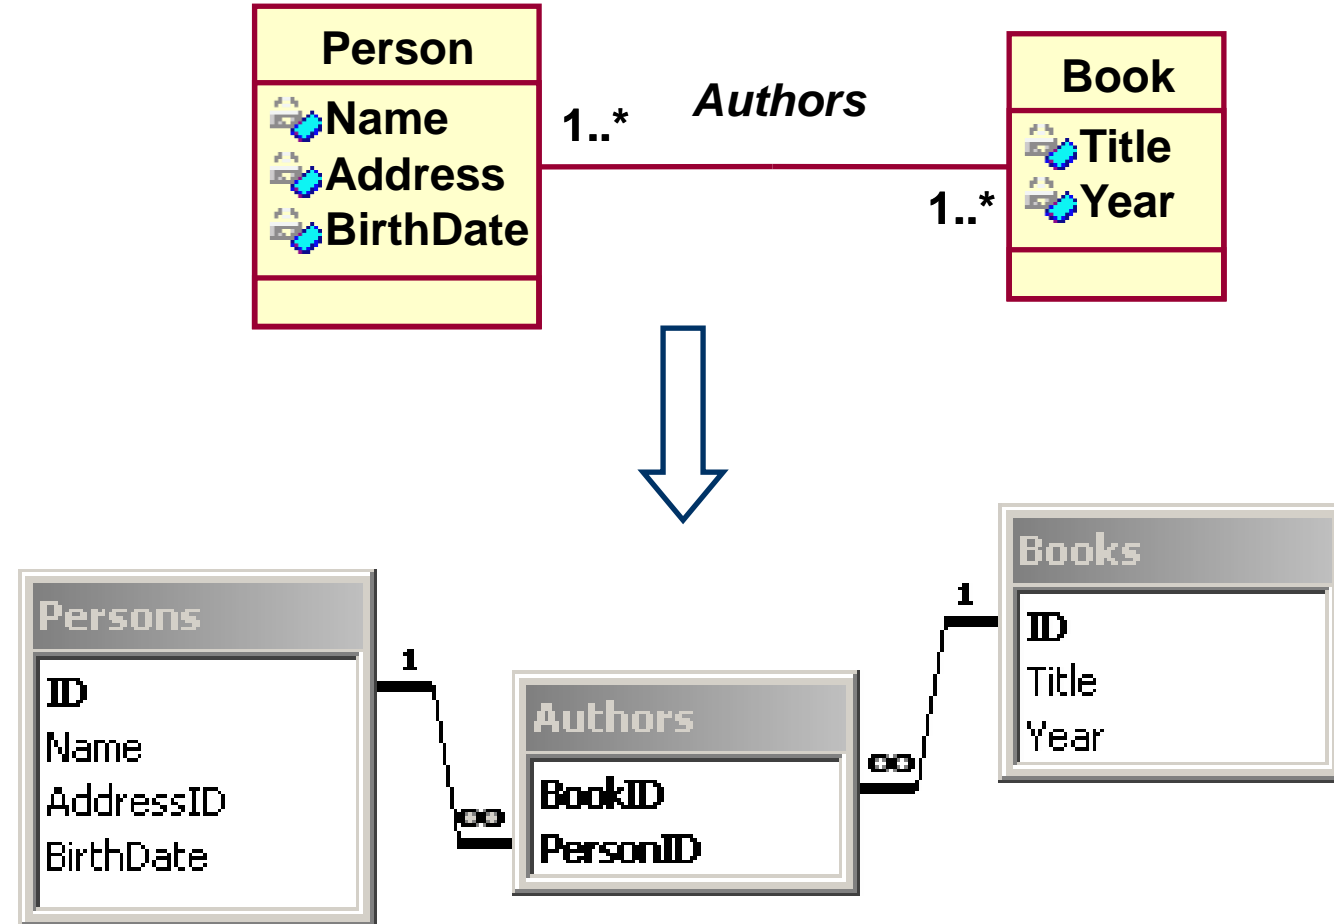 Person
Name
Address
BirthDate
1..*
Authors
1..*
Book
Title
Year
Persons
ID
Name
AddressID
BirthDate
1
∞
Authors
BookID
PersonID
∞
1
Books
ID
Title
Year